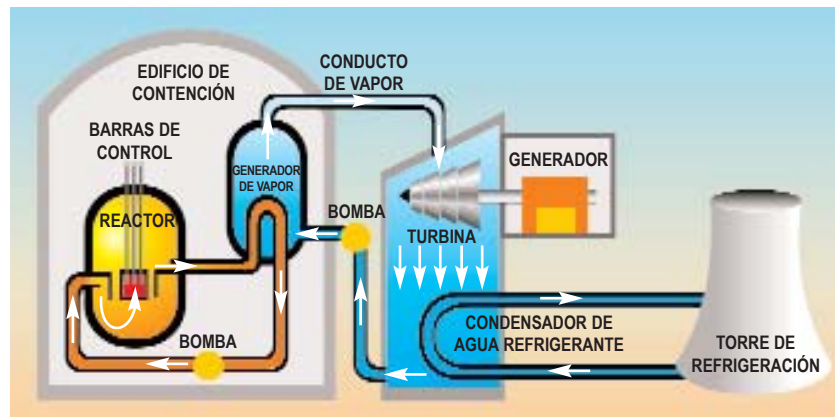 EDIFICIO DE
CONTENCIÓN
BARRAS DE
CONTROL
REACTOR
GENERADOR
DE VAPOR
BOMBA
CONDUCTO
DE VAPOR
BOMBA
TURBINA
GENERADOR
CONDENSADOR DE
AGUA REFRIGERANTE
TORRE DE
REFRIGERACIÓN